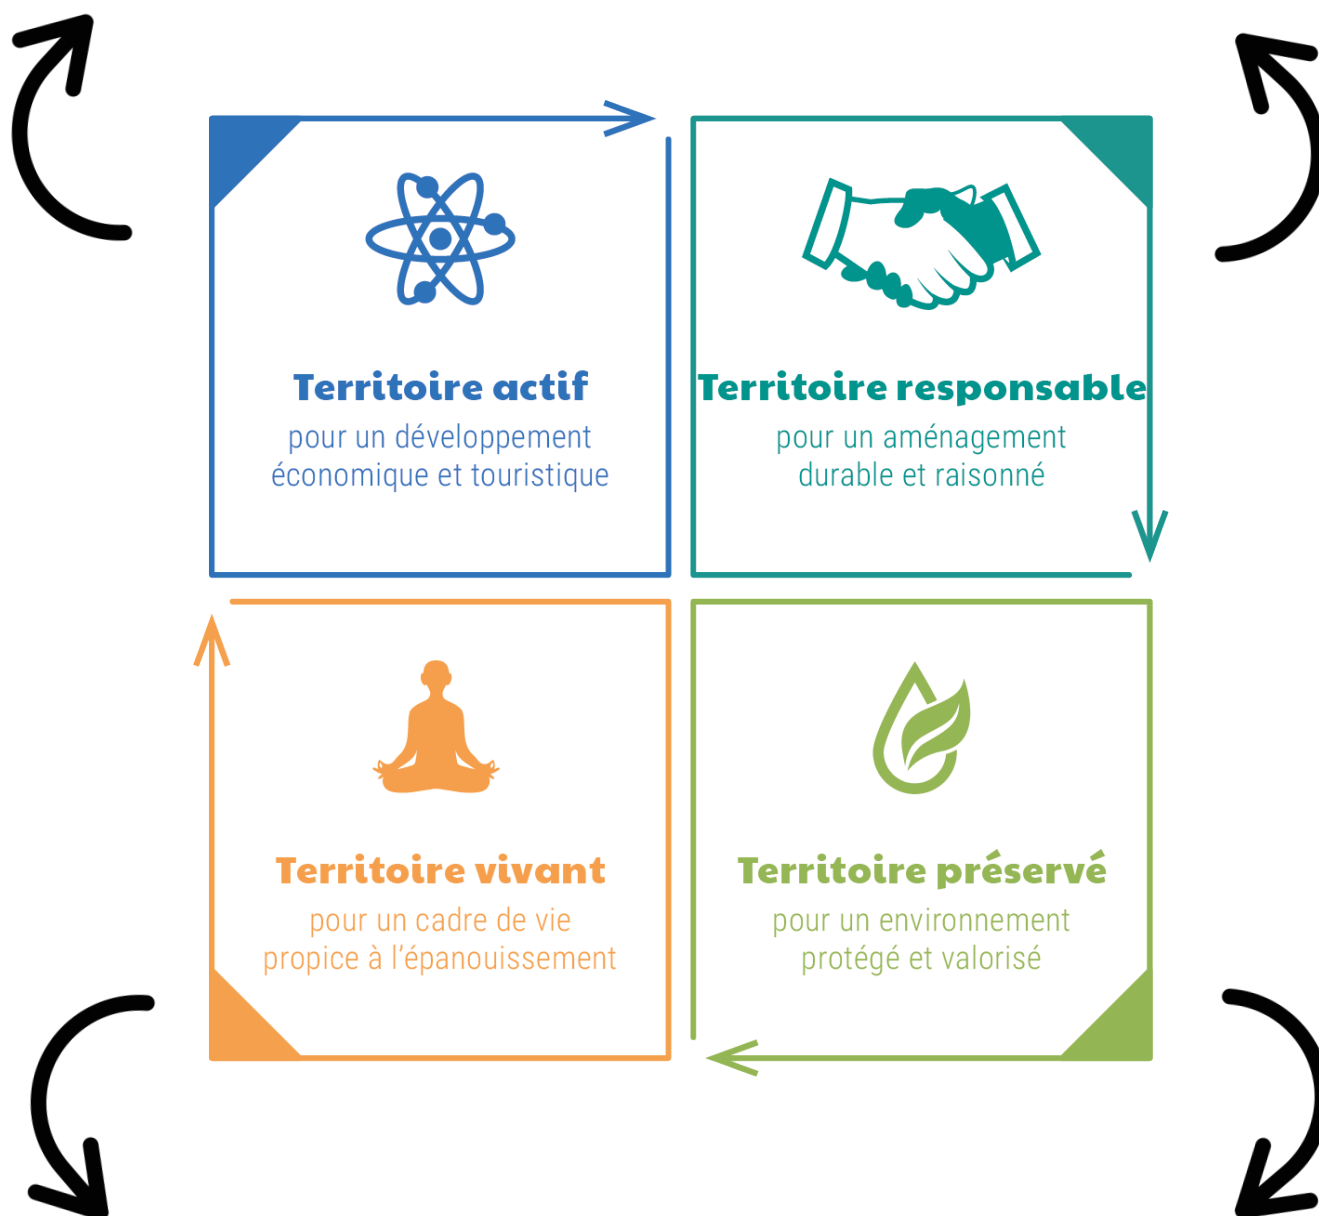 Territoire actif
pour un développement
économique et touristique
Territoire responsable
pour un aménagement
durable et raisonné
Territoire vivant
pour un cadre de vie
propice à l'épanouissement
Territoire préservé
pour un environnement
protégé et valorisé